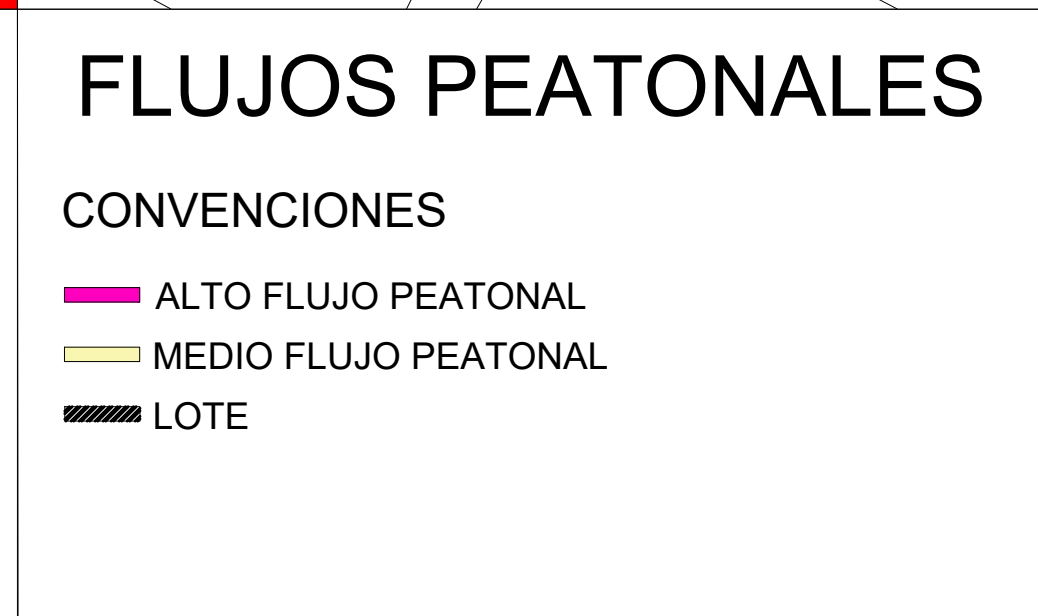 FLUJOS PEATONALES
CONVENCIONES
ALTO FLUJO PEATONAL
MEDIO FLUJO PEATONAL
LOTE